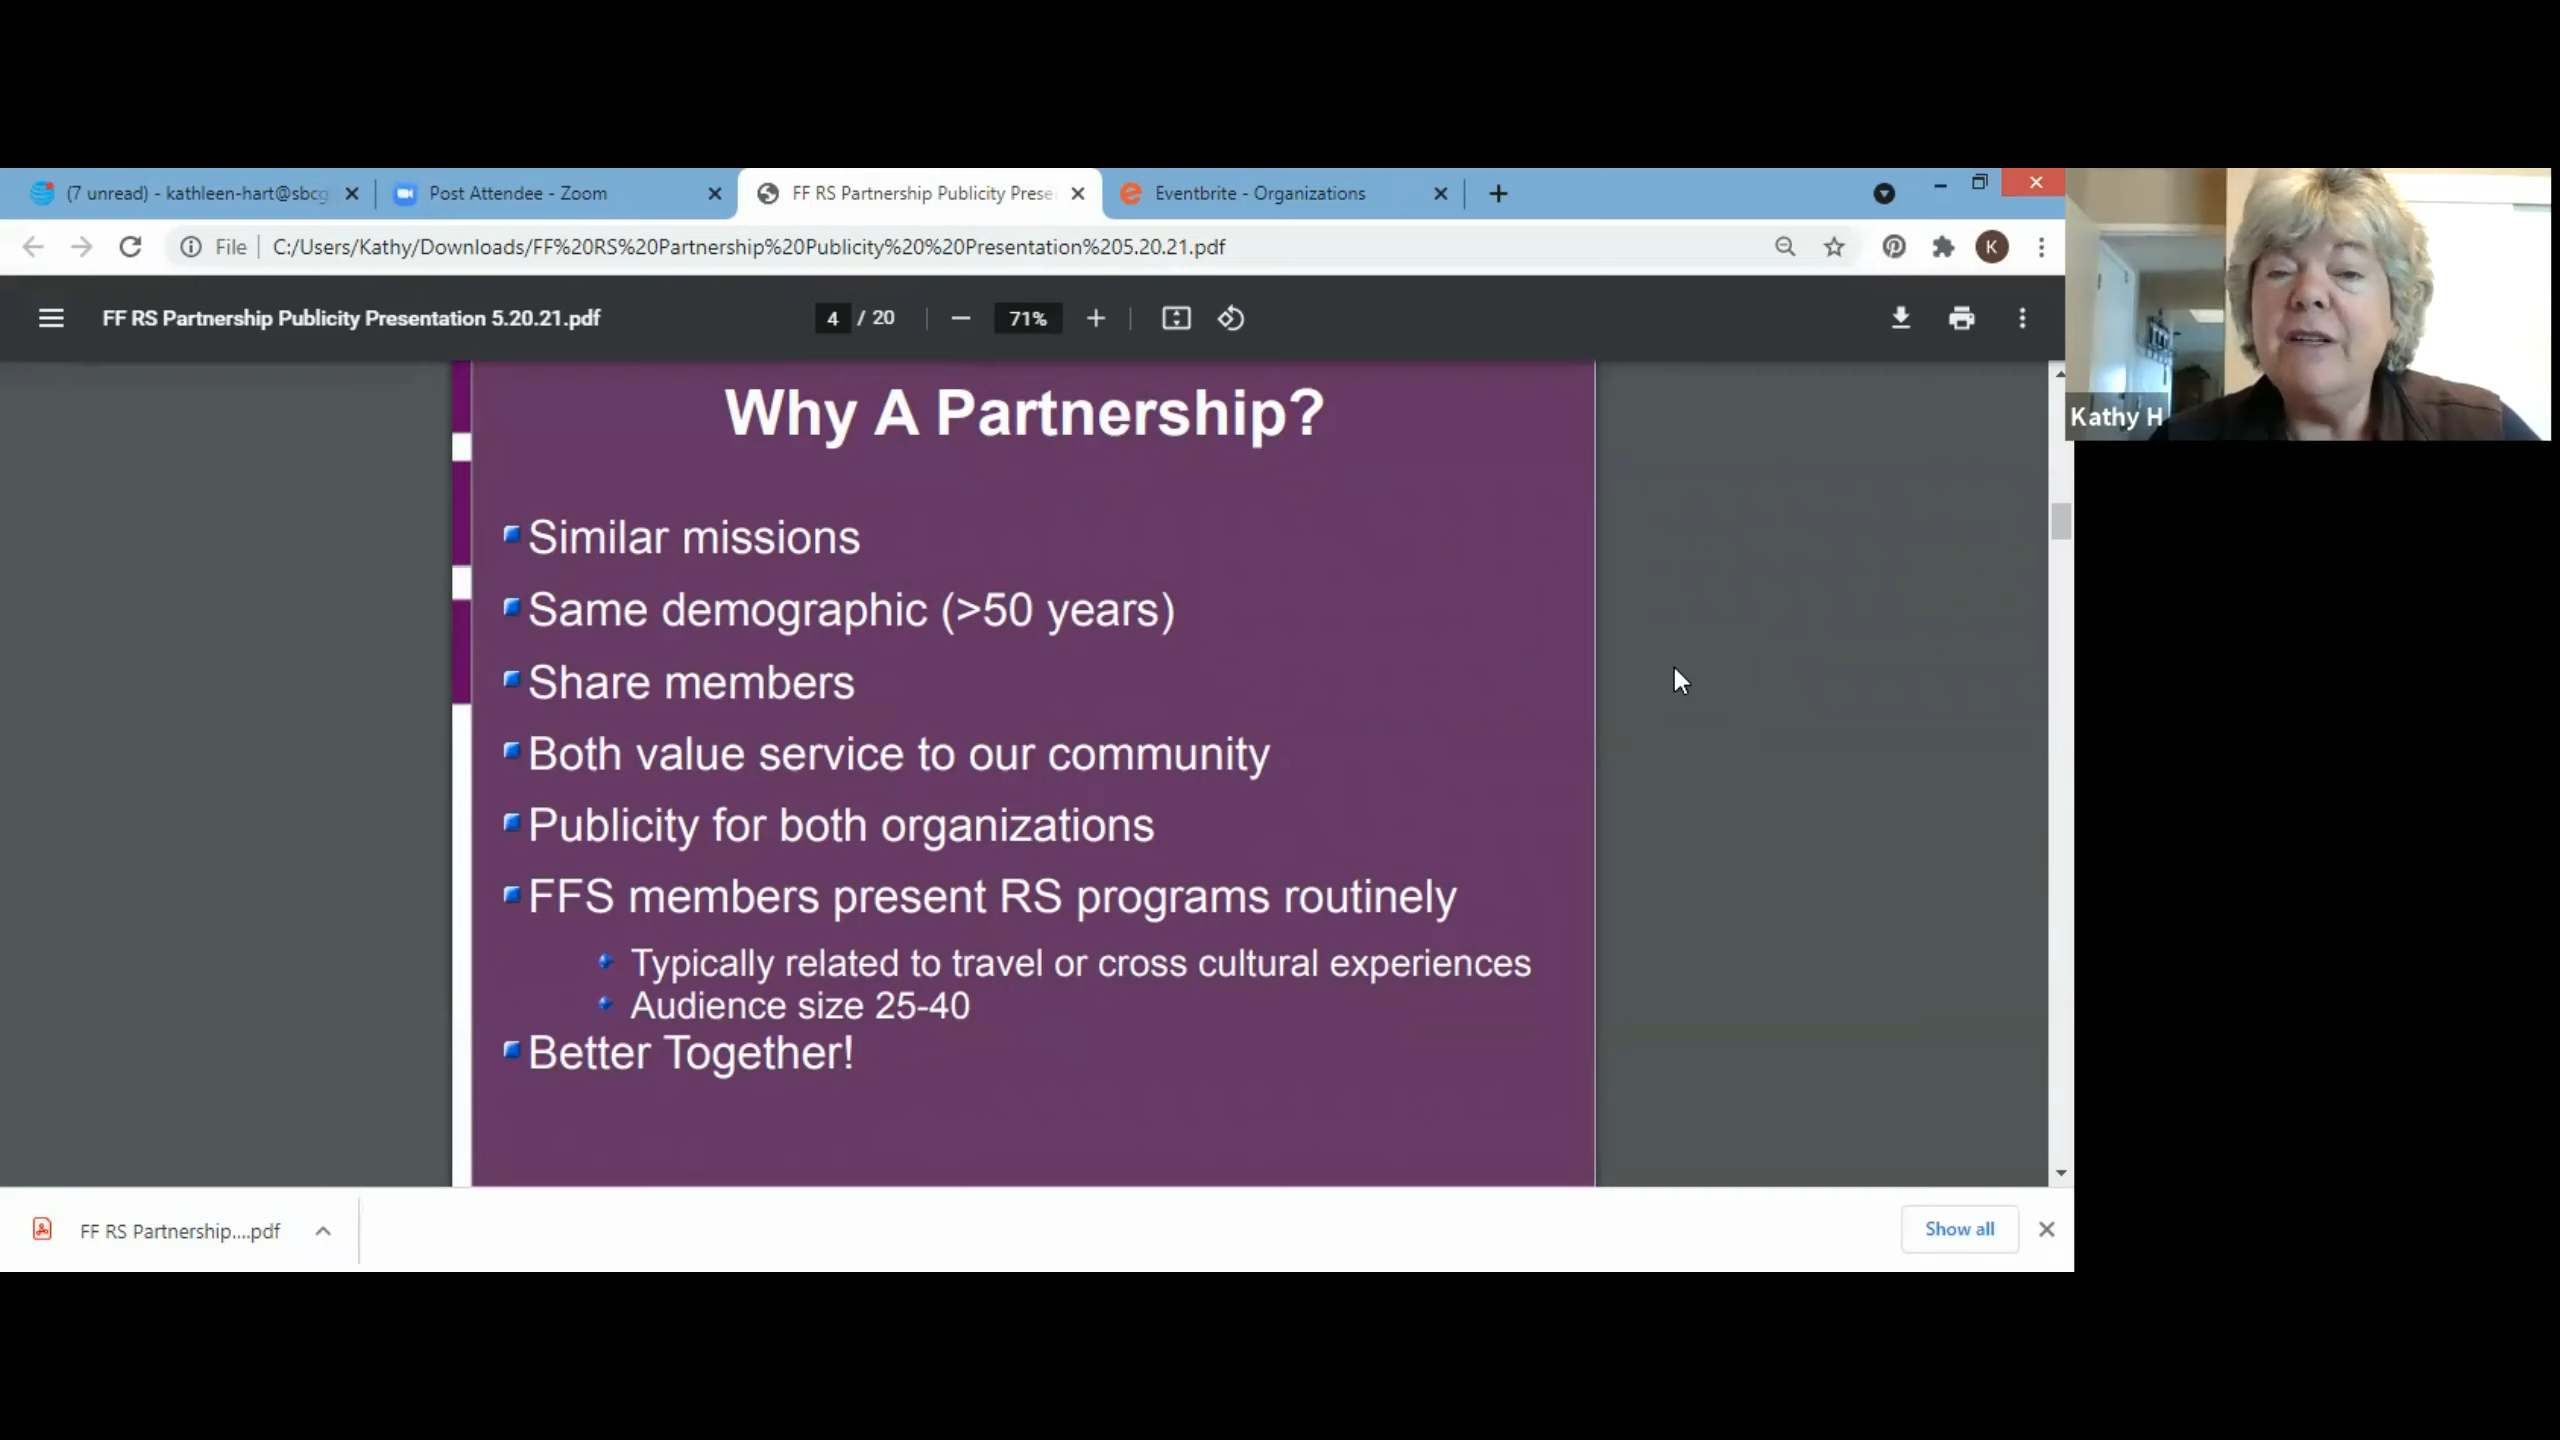 (7 unread) - kathleen-hart@sbcg
Post Attendee - Zoom
FF RS Partnership Publicity Prese
Eventbrite - Organizations
File
C:/Users/Kathy/Downloads/FF%20RS%20Partnership%20Publicity%20%20Presentation%205.20.21.pdf
K
FF RS Partnership Publicity Presentation 5.20.21.pdf
4 / 20
71%
Kathy H
Why A Partnership?
Similar missions
Same demographic (>50 years)
Share members
Both value service to our community
Publicity for both organizations
FFS members present RS programs routinely
Typically related to travel or cross cultural experiences
Audience size 25-40
Better Together!
FF RS Partnership....pdf
Show all